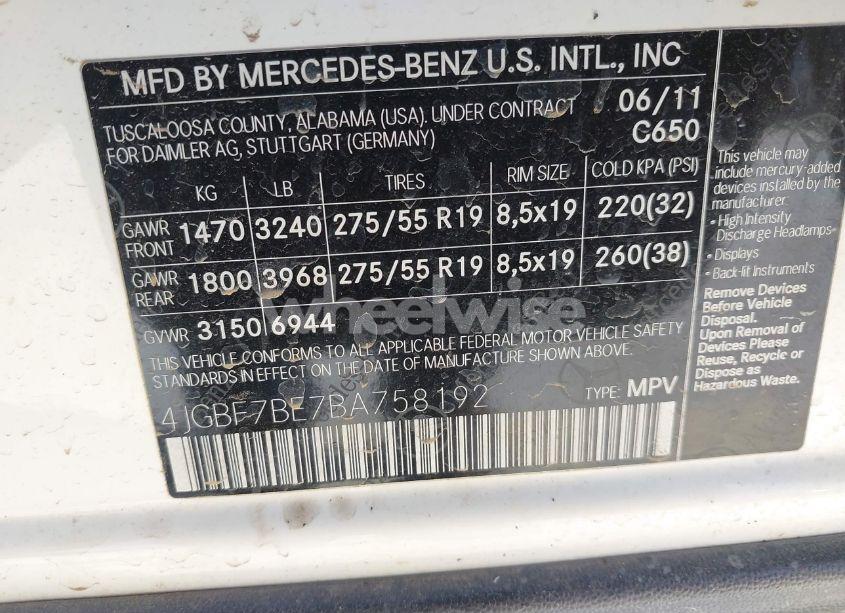 MFD BY MERCEDES-BENZ U.S. INTL., INC
TUSCALOOSA COUNTY, ALABAMA (USA). UNDER CONTRACT
FOR DAIMLER AG, STUTTGART (GERMANY)
06/11
C650
KG LB TIRES RIM SIZE COLD KPA (PSI)
GAWR FRONT 1470 3240 275/55 R19 8,5x19 220(32)
GAWR REAR 1800 3968 275/55 R19 8,5x19 260(38)
GVWR 3150 6944
THIS VEHICLE CONFORMS TO ALL APPLICABLE FEDERAL MOTOR VEHICLE SAFETY
STANDARDS IN EFFECT ON THE DATE OF MANUFACTURE SHOWN ABOVE.
4JGBF7BE7BA758192 TYPE: MPV
This vehicle may
include mercury-added
devices installed by the
manufacturer:
• High Intensity
Discharge Headlamps
• Displays
• Back-lit Instruments
Remove Devices
Before Vehicle
Disposal.
Upon Removal of
Devices Please
Reuse, Recycle or
Dispose as
Hazardous Waste.
wheelwise